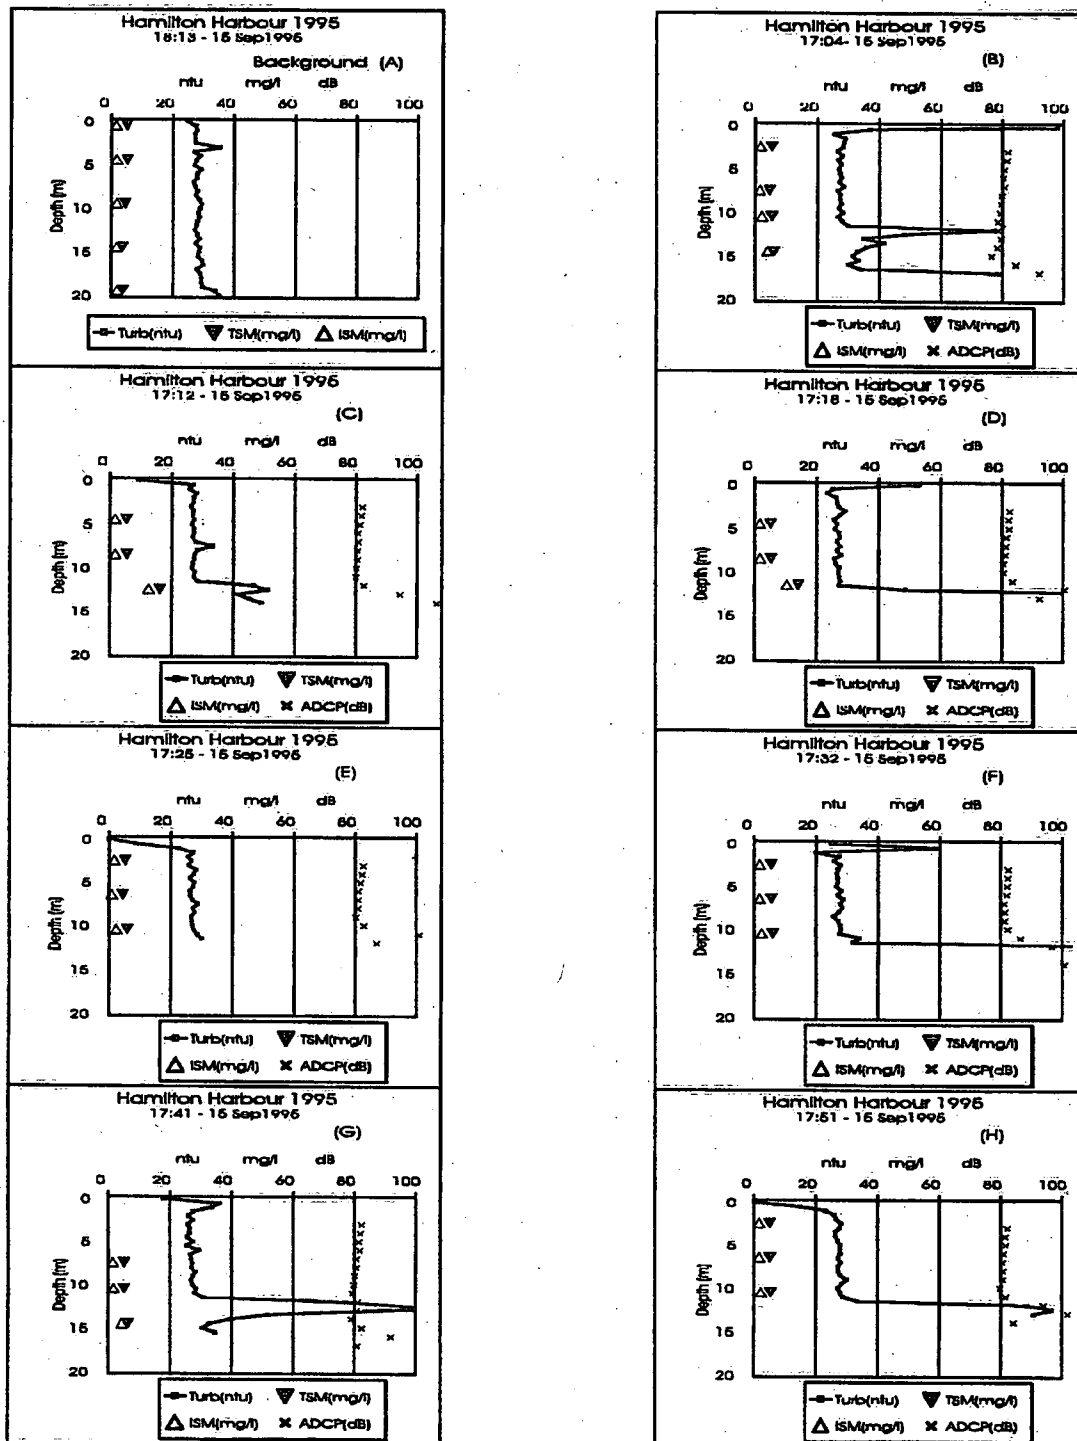 Hamilton Harbour 1995
16:13 - 15 Sep1995
Background (A)
ntu mg/l dB
0 20 40 60 80 100
0
5
10
15
20
Depth (m)
Turb(ntu) TSM(mg/l) ISM(mg/l)
Hamilton Harbour 1995
17:04- 15 Sep1995
(B)
ntu mg/l dB
0 20 40 60 80 100
0
5
10
15
20
Depth (m)
Turb(ntu) TSM(mg/l)
ISM(mg/l) ADCP(dB)
Hamilton Harbour 1995
17:12 - 15 Sep1995
(C)
ntu mg/l dB
0 20 40 60 80 100
0
5
10
15
20
Depth (m)
Turb(ntu) TSM(mg/l)
ISM(mg/l) ADCP(dB)
Hamilton Harbour 1995
17:18 - 15 Sep1995
(D)
ntu mg/l dB
0 20 40 60 80 100
0
5
10
15
20
Depth (m)
Turb(ntu) TSM(mg/l)
ISM(mg/l) ADCP(dB)
Hamilton Harbour 1995
17:25 - 15 Sep1995
(E)
ntu mg/l dB
0 20 40 60 80 100
0
5
10
15
20
Depth (m)
Turb(ntu) TSM(mg/l)
ISM(mg/l) ADCP(dB)
Hamilton Harbour 1995
17:32 - 15 Sep1995
(F)
ntu mg/l dB
0 20 40 60 80 100
0
5
10
15
20
Depth (m)
Turb(ntu) TSM(mg/l)
ISM(mg/l) ADCP(dB)
Hamilton Harbour 1995
17:41 - 15 Sep1995
(G)
ntu mg/l dB
0 20 40 60 80 100
0
5
10
15
20
Depth (m)
Turb(ntu) TSM(mg/l)
ISM(mg/l) ADCP(dB)
Hamilton Harbour 1995
17:51 - 15 Sep1995
(H)
ntu mg/l dB
0 20 40 60 80 100
0
5
10
15
20
Depth (m)
Turb(ntu) TSM(mg/l)
ISM(mg/l) ADCP(dB)